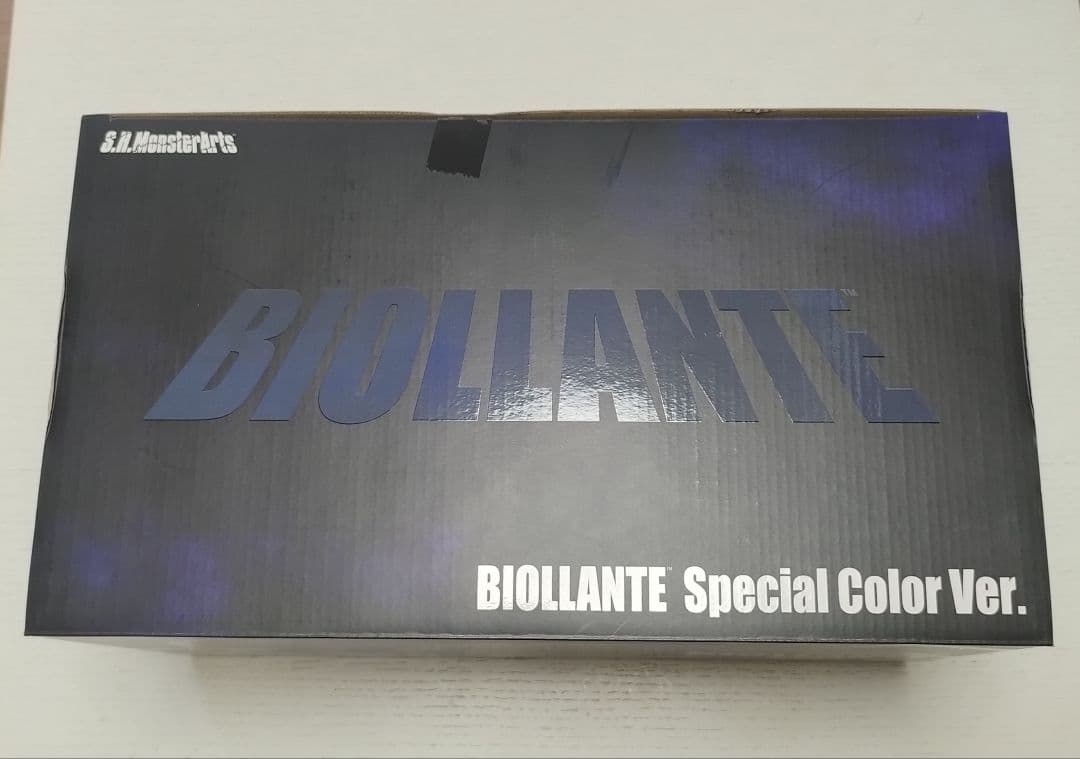 S.H.MonsterArts
BIOLLANTE™
BIOLLANTE™ Special Color Ver.